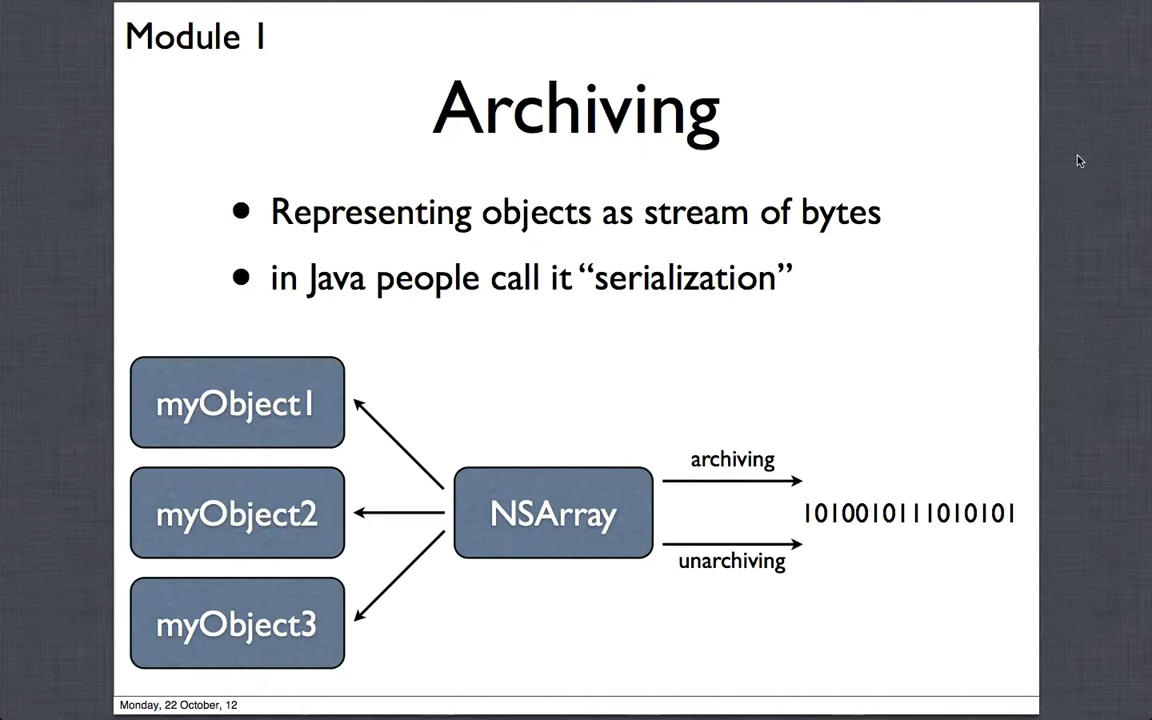 Module 1
Archiving
• Representing objects as stream of bytes
• in Java people call it “serialization”
myObject1
myObject2
myObject3
NSArray
archiving
1010010111010101
unarchiving
Monday, 22 October, 12